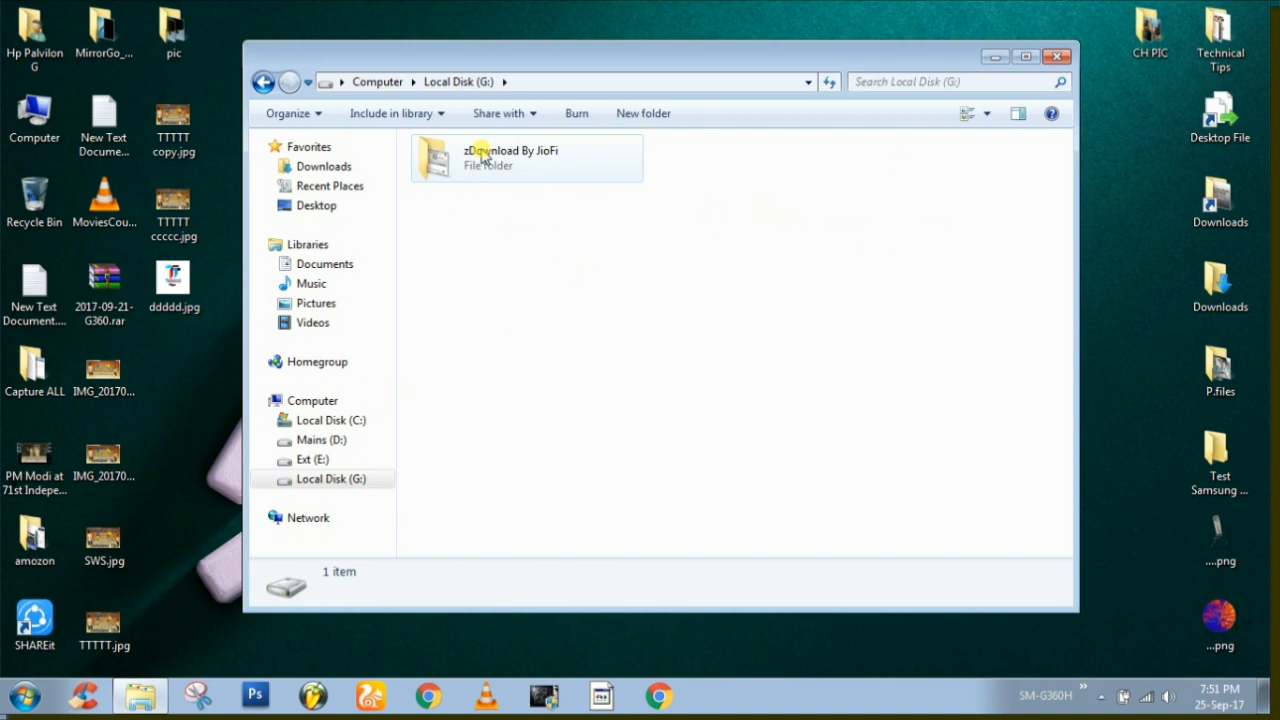 Hp Palvilon
G
MirrorGo_...
pic
Computer
New Text
Docume...
TTTTT
copy.jpg
Recycle Bin
MoviesCou...
TTTTT
ccccc.jpg
New Text
Document....
2017-09-21-
G360.rar
ddddd.jpg
Capture ALL
IMG_20170...
PM Modi at
71st Indepe...
IMG_20170...
amozon
SWS.jpg
SHAREit
TTTTT.jpg
Computer
Local Disk (G:)
Search Local Disk (G:)
Organize
Include in library
Share with
Burn
New folder
Favorites
Downloads
Recent Places
Desktop
Libraries
Documents
Music
Pictures
Videos
Homegroup
Computer
Local Disk (C:)
Mains (D:)
Ext (E:)
Local Disk (G:)
Network
zDownload By JioFi
File folder
1 item
CH PIC
Technical
Tips
Desktop File
Downloads
Downloads
P.files
Test
Samsung ...
....png
...png
Ps
SM-G360H
7:51 PM
25-Sep-17